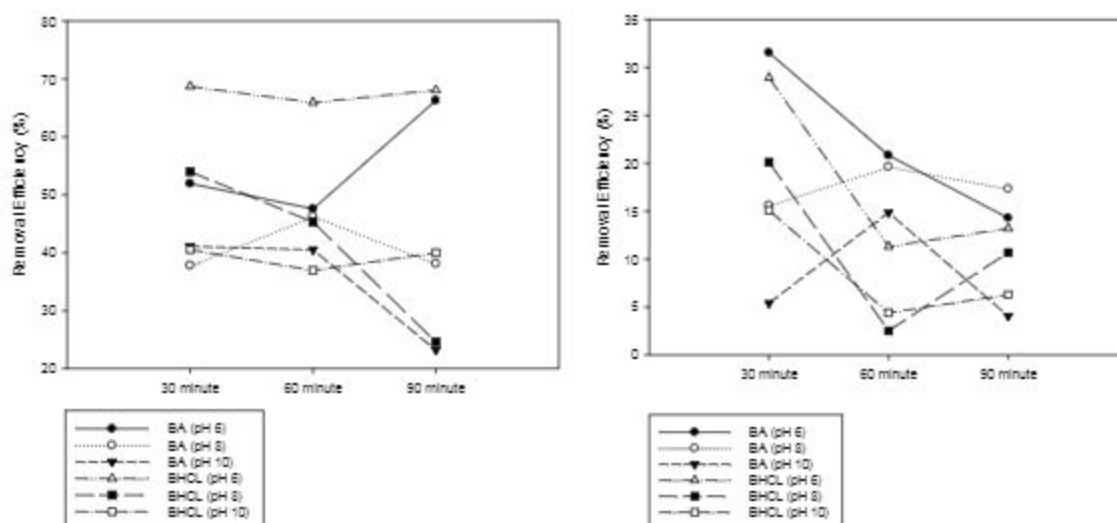 80
70
60
50
40
30
20
Removal Efficiency (%)
30 minute
60 minute
90 minute
BA (pH 6)
BA (pH 8)
BA (pH 10)
BHCL (pH 6)
BHCL (pH 8)
BHCL (pH 10)
35
30
25
20
15
10
5
0
Removal Efficiency (%)
30 minute
60 minute
90 minute
BA (pH 6)
BA (pH 8)
BA (pH 10)
BHCL (pH 6)
BHCL (pH 8)
BHCL (pH 10)